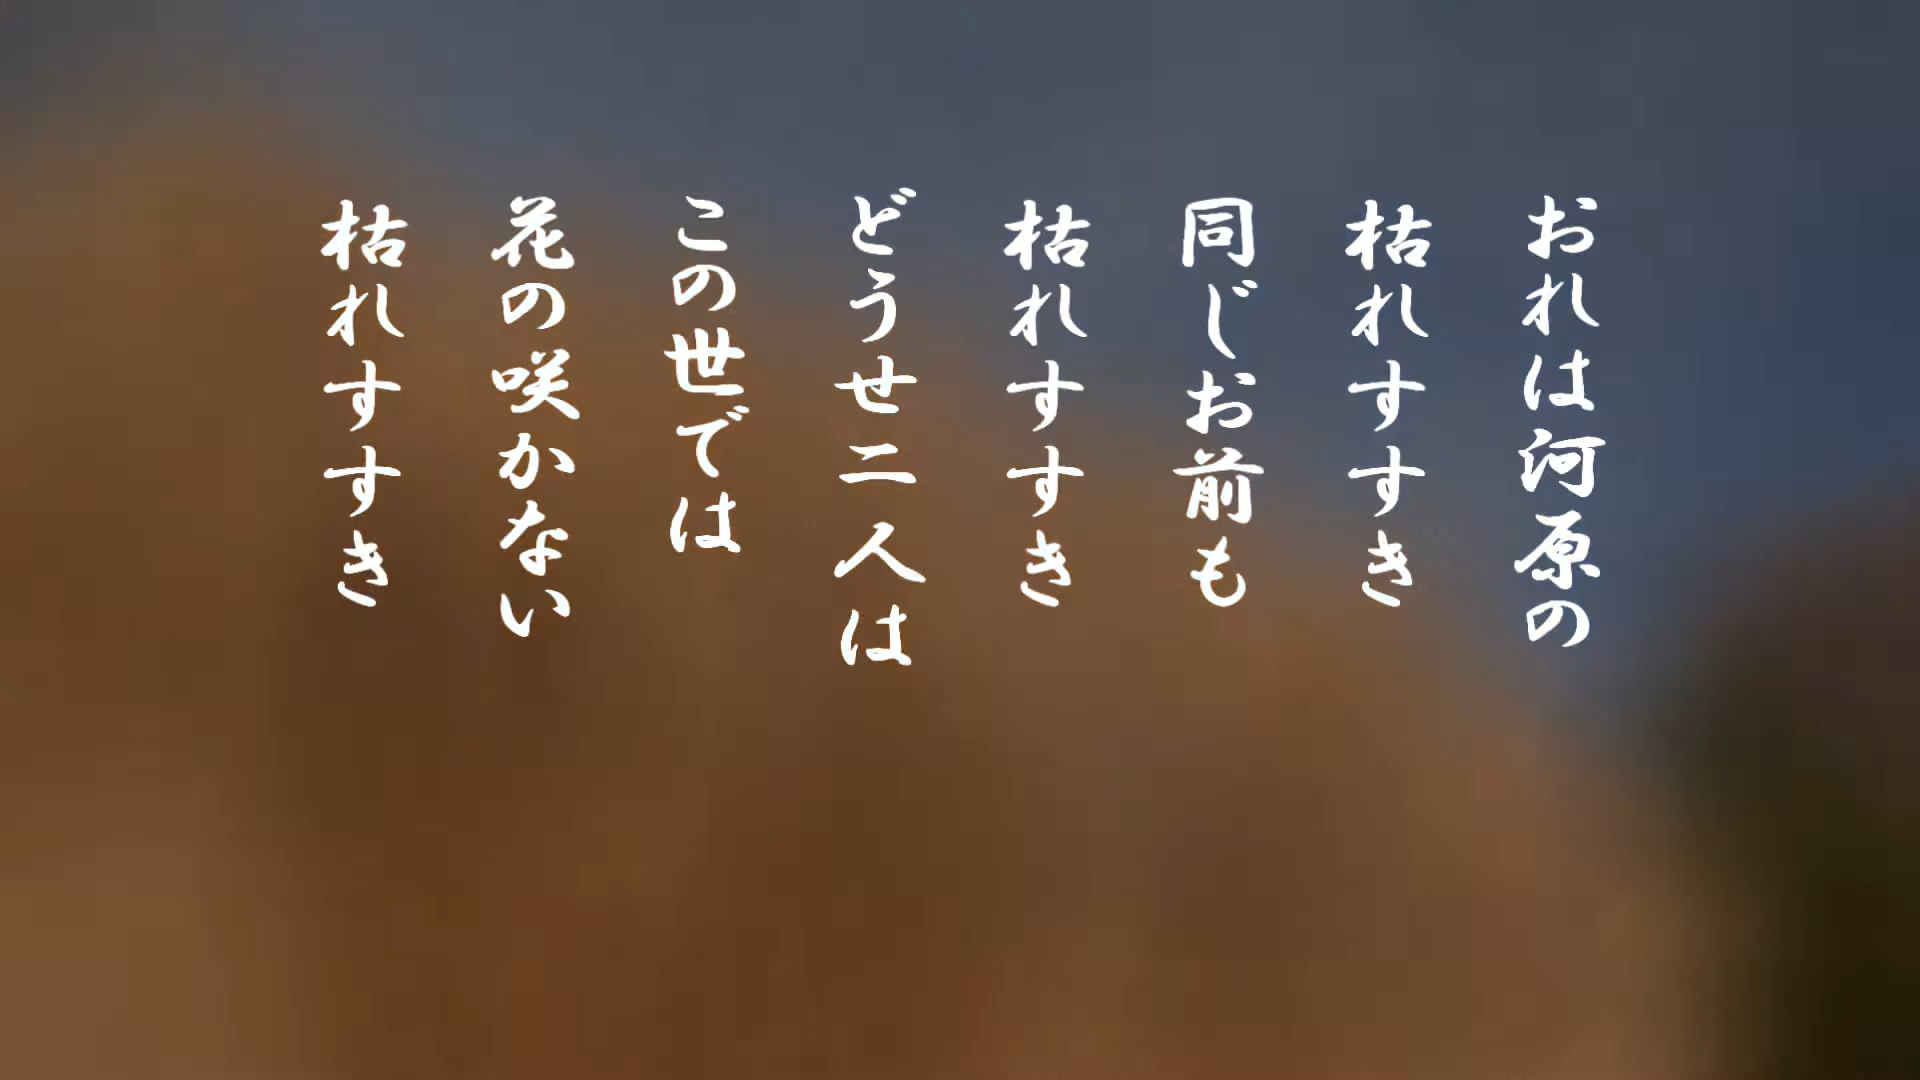 おれは河原の
枯れすすき
同じお前も
枯れすすき
どうせ二人は
この世では
花の咲かない
枯れすすき